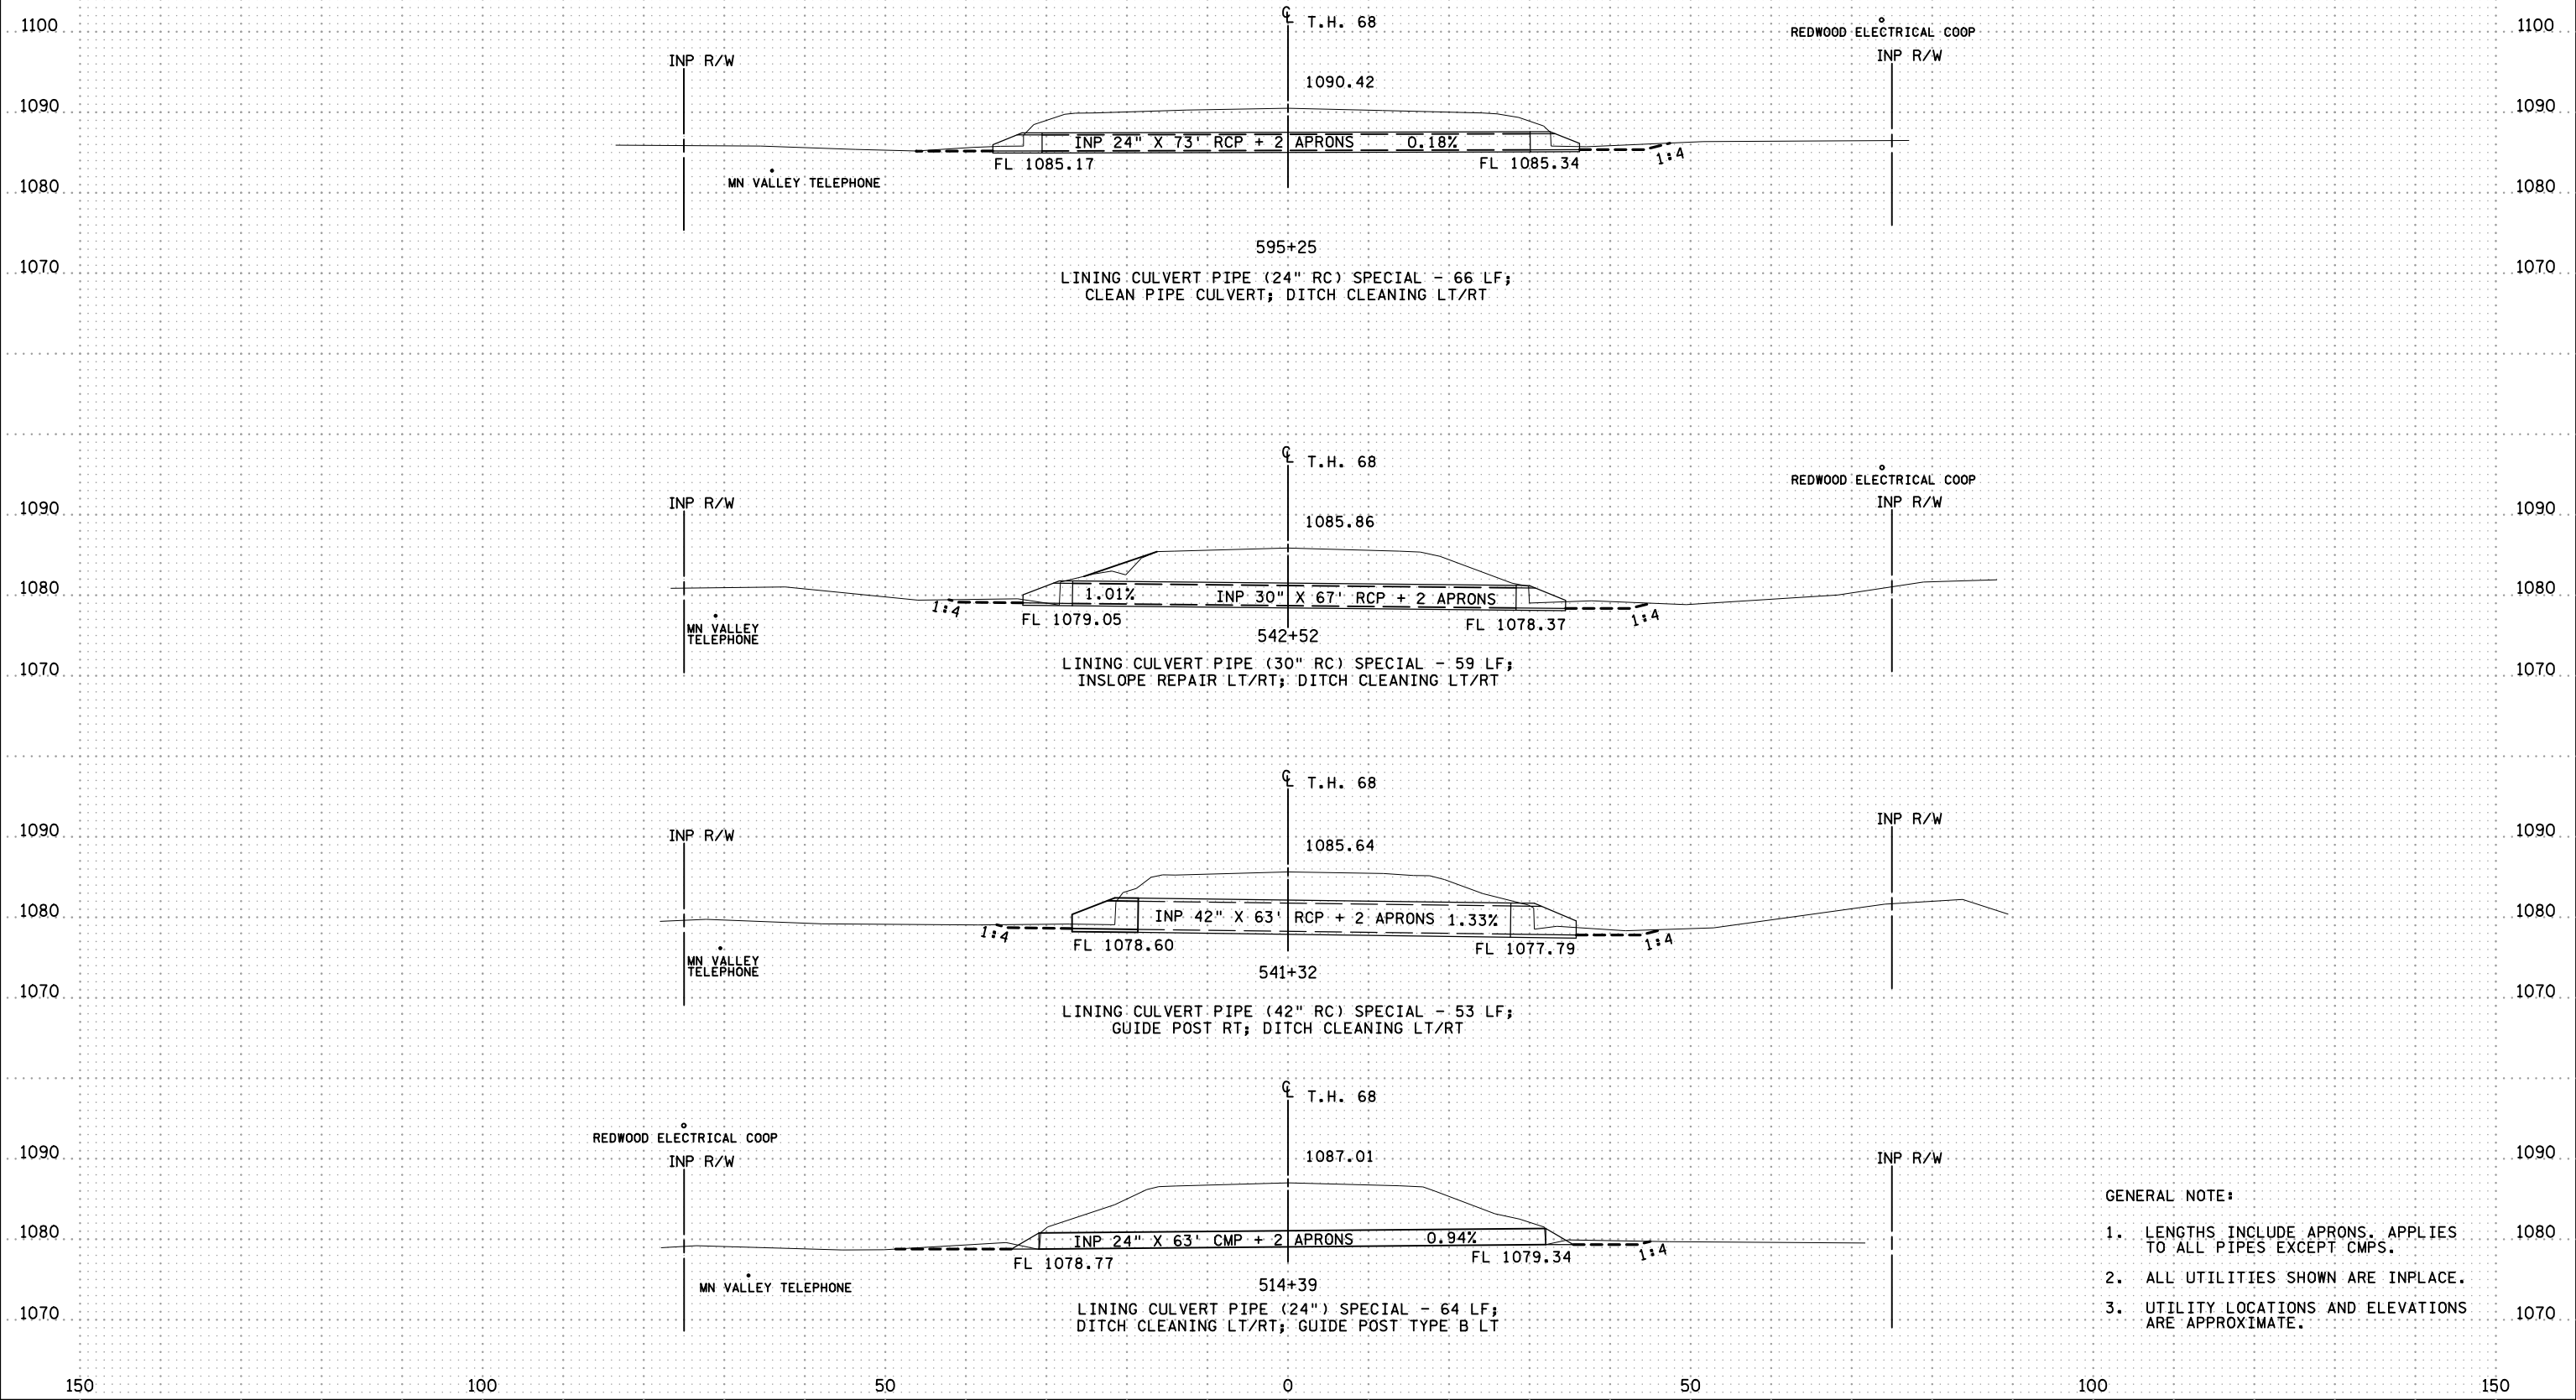 ℄ T.H. 68
1100
REDWOOD ELECTRICAL COOP
1100
INP R/W
INP R/W
1090.42
1090
1090
INP 24" X 73' RCP + 2 APRONS 0.18%
FL 1085.17
FL 1085.34
1:4
MN VALLEY TELEPHONE
1080
1080
595+25
1070
1070
LINING CULVERT PIPE (24" RC) SPECIAL - 66 LF;
CLEAN PIPE CULVERT; DITCH CLEANING LT/RT
℄ T.H. 68
REDWOOD ELECTRICAL COOP
INP R/W
INP R/W
1090
1090
1085.86
1080
1080
1.01% INP 30" X 67' RCP + 2 APRONS
1:4
FL 1079.05
FL 1078.37
1:4
MN VALLEY
TELEPHONE
542+52
1070
1070
LINING CULVERT PIPE (30" RC) SPECIAL - 59 LF;
INSLOPE REPAIR LT/RT; DITCH CLEANING LT/RT
℄ T.H. 68
INP R/W
INP R/W
1090
1090
1085.64
1080
1080
INP 42" X 63' RCP + 2 APRONS 1.33%
1:4
FL 1078.60
FL 1077.79
1:4
MN VALLEY
TELEPHONE
541+32
1070
1070
LINING CULVERT PIPE (42" RC) SPECIAL - 53 LF;
GUIDE POST RT; DITCH CLEANING LT/RT
℄ T.H. 68
REDWOOD ELECTRICAL COOP
INP R/W
INP R/W
1090
1090
1087.01
1080
1080
INP 24" X 63' CMP + 2 APRONS 0.94%
FL 1078.77
FL 1079.34
1:4
MN VALLEY TELEPHONE
514+39
1070
1070
LINING CULVERT PIPE (24") SPECIAL - 64 LF;
DITCH CLEANING LT/RT; GUIDE POST TYPE B LT
GENERAL NOTE:
1. LENGTHS INCLUDE APRONS. APPLIES
TO ALL PIPES EXCEPT CMPS.
2. ALL UTILITIES SHOWN ARE INPLACE.
3. UTILITY LOCATIONS AND ELEVATIONS
ARE APPROXIMATE.
150 100 50 0 50 100 150